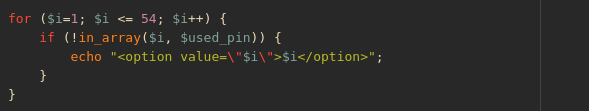 for ($i=1; $i <= 54; $i++) {
    if (!in_array($i, $used_pin)) {
        echo "<option value=\"$i\">$i</option>";
    }
}